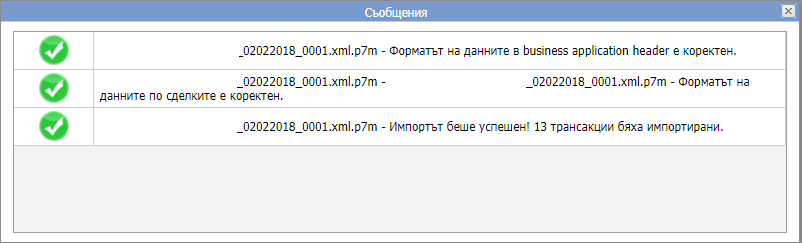 Съобщения
_02022018_0001.xml.p7m - Форматът на данните в business application header е коректен.
_02022018_0001.xml.p7m - _02022018_0001.xml.p7m - Форматът на
данните по сделките е коректен.
_02022018_0001.xml.p7m - Импортът беше успешен! 13 трансакции бяха импортирани.